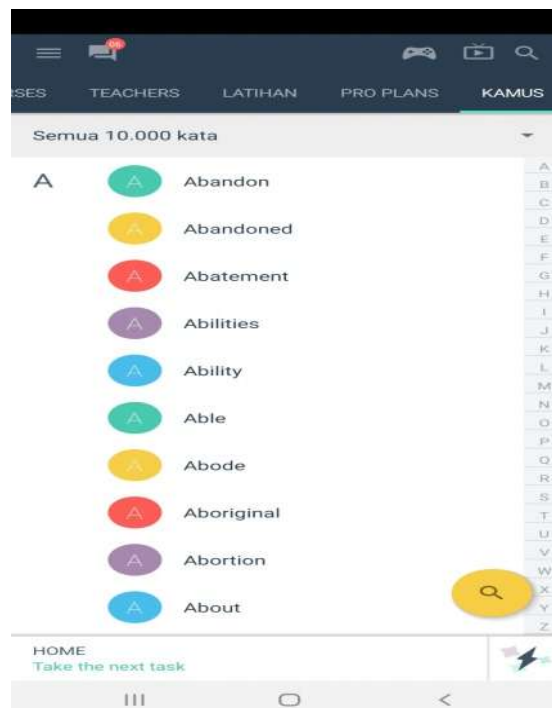 66
SES TEACHERS LATIHAN PRO PLANS KAMUS
Semua 10.000 kata
A
A Abandon
A Abandoned
A Abatement
A Abilities
A Ability
A Able
A Abode
A Aboriginal
A Abortion
A About
A
B
C
D
E
F
G
H
I
J
K
L
M
N
O
P
Q
R
S
T
U
V
W
X
Y
Z
HOME
Take the next task